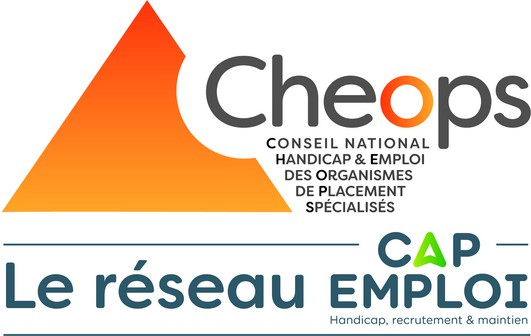 Cheops
CONSEIL NATIONAL
HANDICAP & EMPLOI
DES ORGANISMES
DE PLACEMENT
SPÉCIALISÉS
Le réseau CAP EMPLOI
Handicap, recrutement & maintien